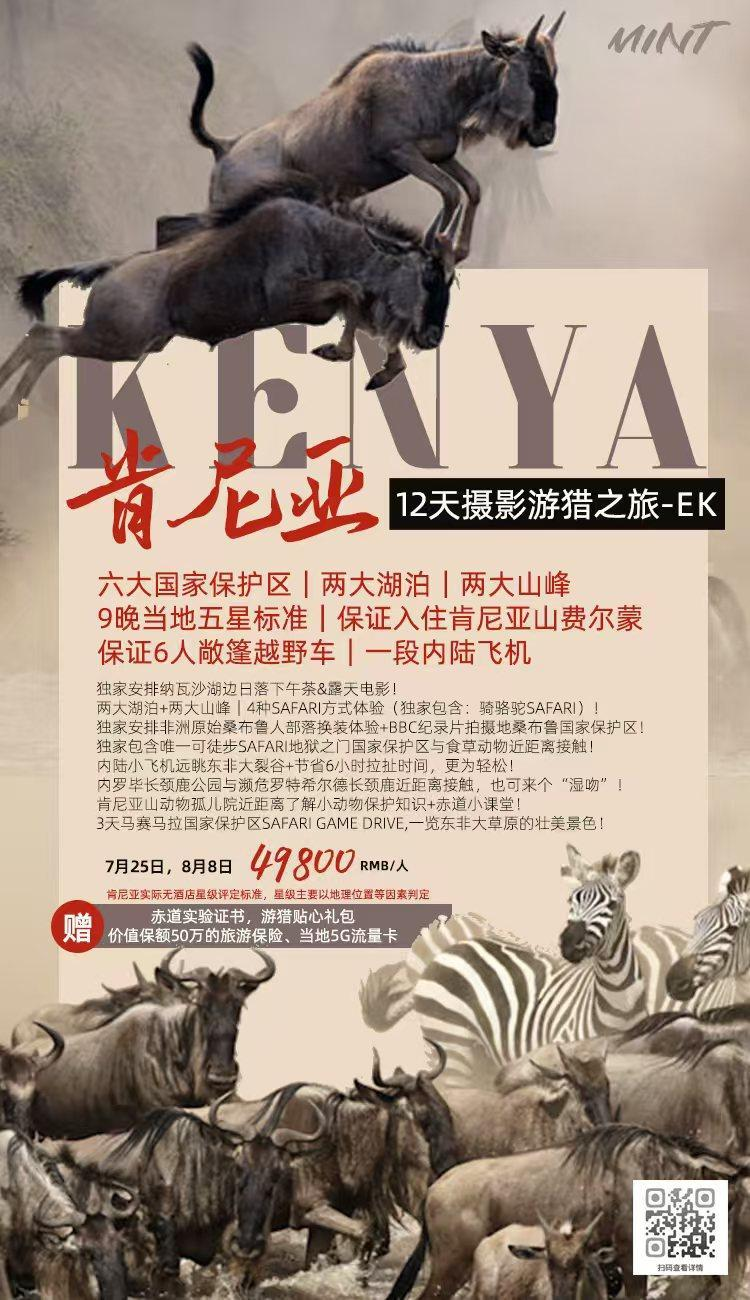 MINT
KENYA
肯尼亚
12天摄影游猎之旅-EK
六大国家保护区｜两大湖泊｜两大山峰
9晚当地五星标准｜保证入住肯尼亚山费尔蒙
保证6人敞篷越野车｜一段内陆飞机
独家安排纳瓦沙湖边日落下午茶&露天电影！
两大湖泊+两大山峰｜4种SAFARI方式体验（独家包含：骑骆驼SAFARI）！
独家安排非洲原始桑布鲁人部落换装体验+BBC纪录片拍摄地桑布鲁国家保护区！
独家包含唯一可徒步SAFARI地狱之门国家保护区与食草动物近距离接触！
内陆小飞机远眺东非大裂谷+节省6小时拉扯时间，更为轻松！
内罗毕长颈鹿公园与濒危罗特希尔德长颈鹿近距离接触，也可来个“湿吻”！
肯尼亚山动物孤儿院近距离了解小动物保护知识+赤道小课堂！
3天马赛马拉国家保护区SAFARI GAME DRIVE,一览东非大草原的壮美景色！
7月25日，8月8日 49800 RMB/人
肯尼亚实际无酒店星级评定标准，星级主要以地理位置等因素判定
赠
赤道实验证书，游猎贴心礼包
价值保额50万的旅游保险、当地5G流量卡
扫码查看详情